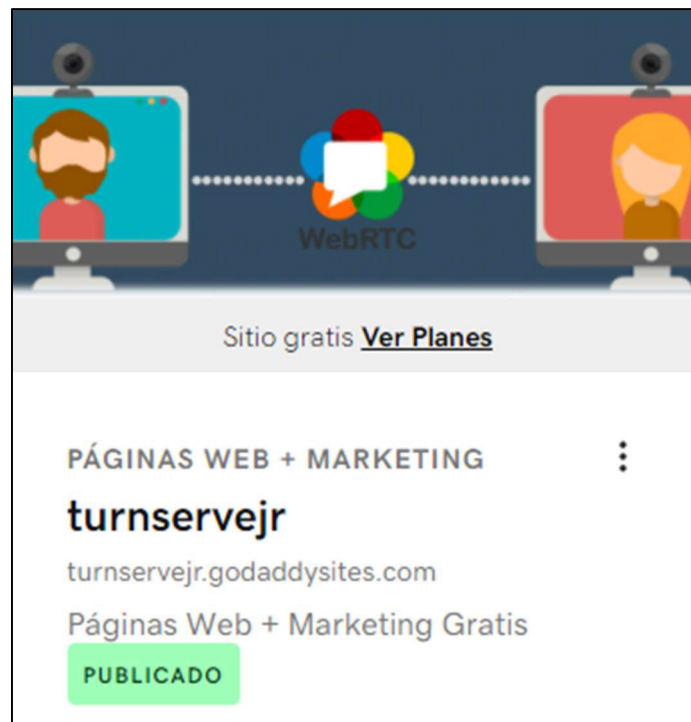 WebRTC
Sitio gratis Ver Planes
PÁGINAS WEB + MARKETING
turnservejr
turnservejr.godaddysites.com
Páginas Web + Marketing Gratis
PUBLICADO